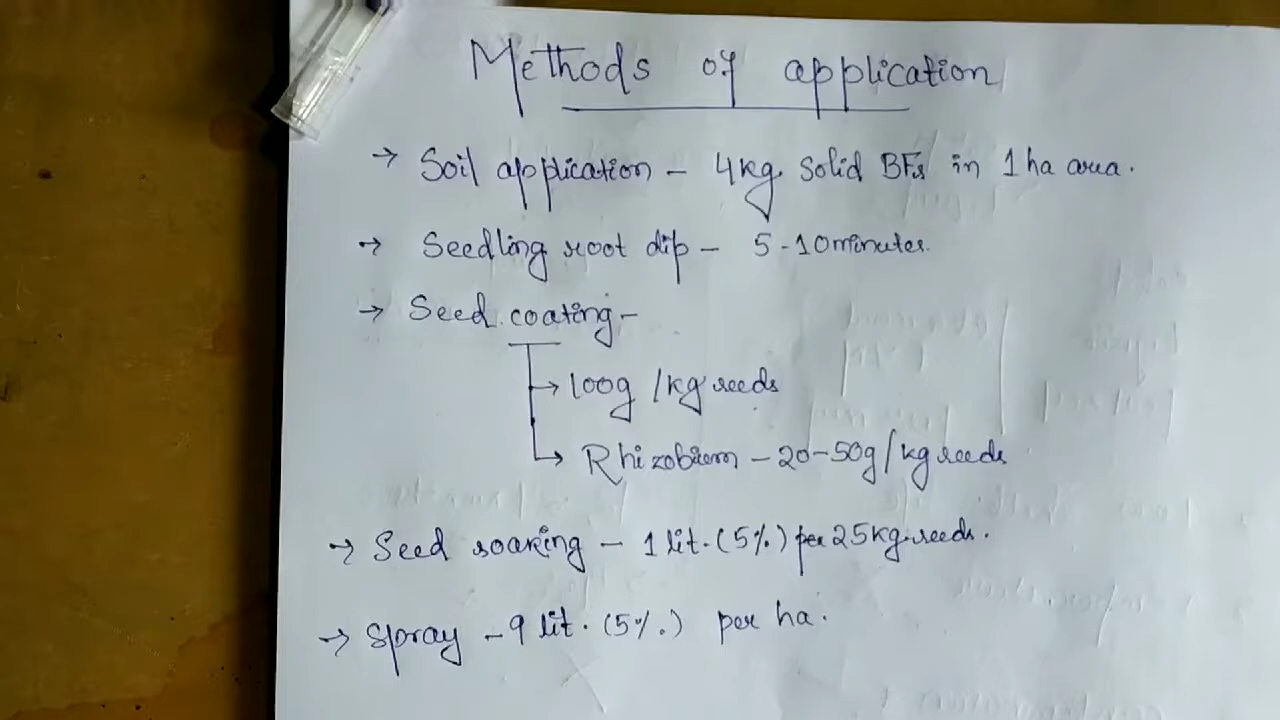 Methods of application
→ Soil application – 4kg. Solid BFs in 1 ha area.
→ Seedling root dip – 5-10 minutes.
→ Seed coating –
→ 100g /kg seeds
→ Rhizobium – 20-50g/kg seeds
→ Seed soaking – 1 lit. (5%) per 25kg seeds.
→ Spray – 9 lit. (5%.) per ha.